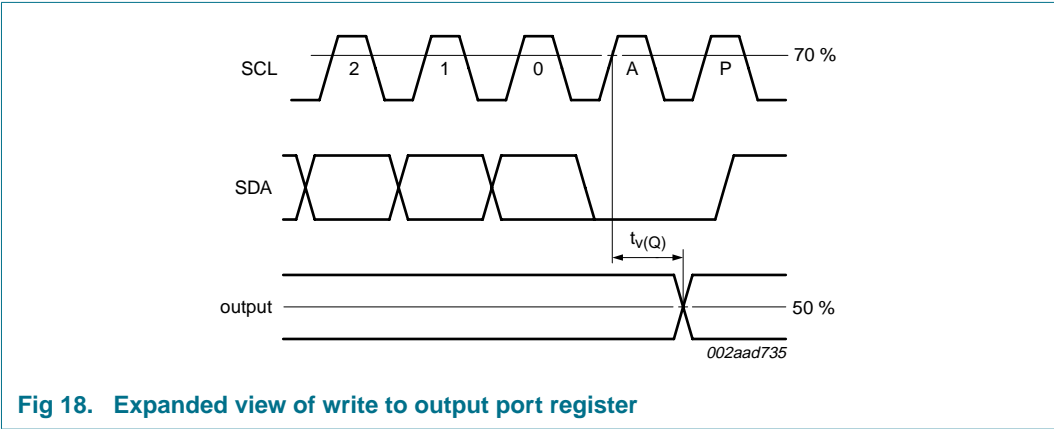 SCL 2 1 0 A P 70 %
SDA
tv(Q)
output 50 %
002aad735
Fig 18. Expanded view of write to output port register